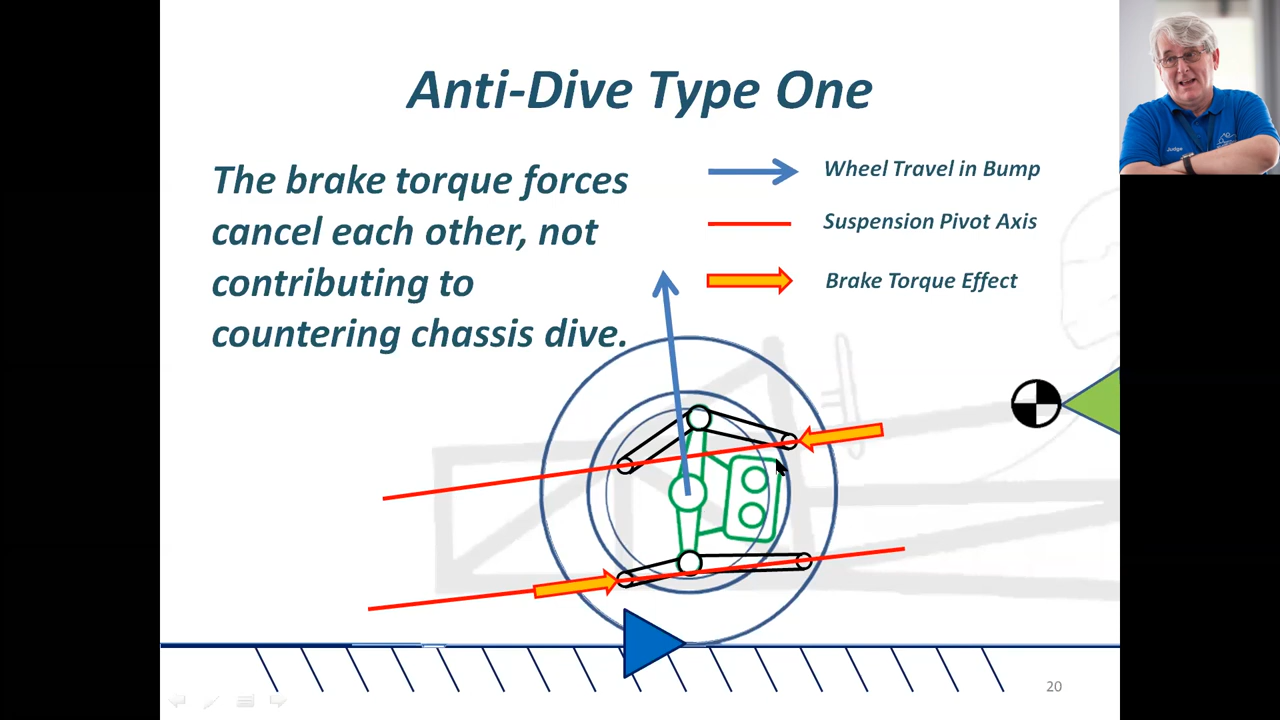 Anti-Dive Type One
The brake torque forces
cancel each other, not
contributing to
countering chassis dive.
Wheel Travel in Bump
Suspension Pivot Axis
Brake Torque Effect
Judge
20